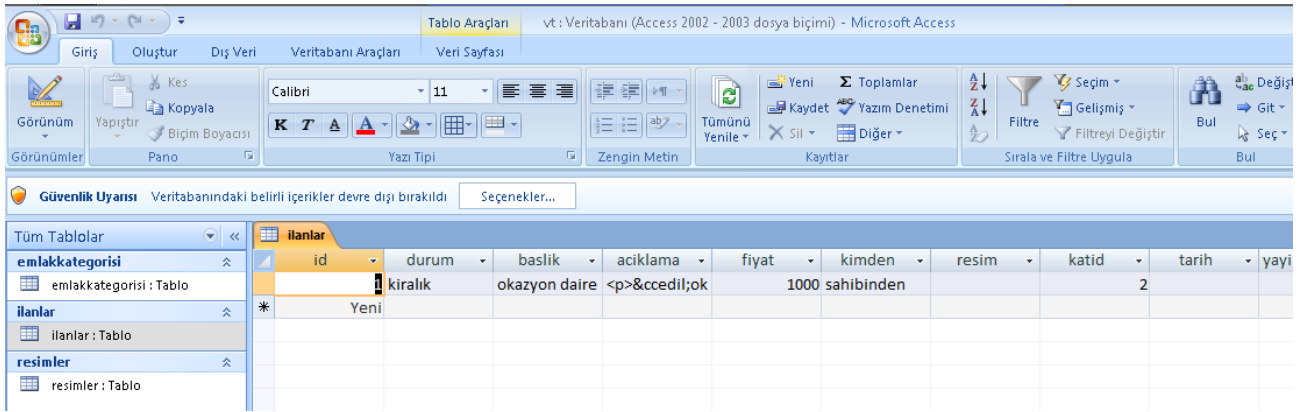 Tablo Araçları vt : Veritabanı (Access 2002 - 2003 dosya biçimi) - Microsoft Access
Giriş Oluştur Dış Veri Veritabanı Araçları Veri Sayfası
Görünüm
Görünümler
Yapıştır
Kes
Kopyala
Biçim Boyacısı
Pano
Calibri 11
K T A A
Yazı Tipi
Zengin Metin
Tümünü
Yenile
Yeni Σ Toplamlar
Kaydet Yazım Denetimi
Sil Diğer
Kayıtlar
Filtre
Seçim
Gelişmiş
Filtreyi Değiştir
Sırala ve Filtre Uygula
Bul
Değişt
Git
Seç
Bul
Güvenlik Uyarısı Veritabanındaki belirli içerikler devre dışı bırakıldı Seçenekler...
Tüm Tablolar
emlakkategorisi
emlakkategorisi : Tablo
ilanlar
ilanlar : Tablo
resimler
resimler : Tablo
ilanlar
id durum baslik aciklama fiyat kimden resim katid tarih yayi
1 kiralık okazyon daire <p>&ccedil;ok 1000 sahibinden 2
Yeni